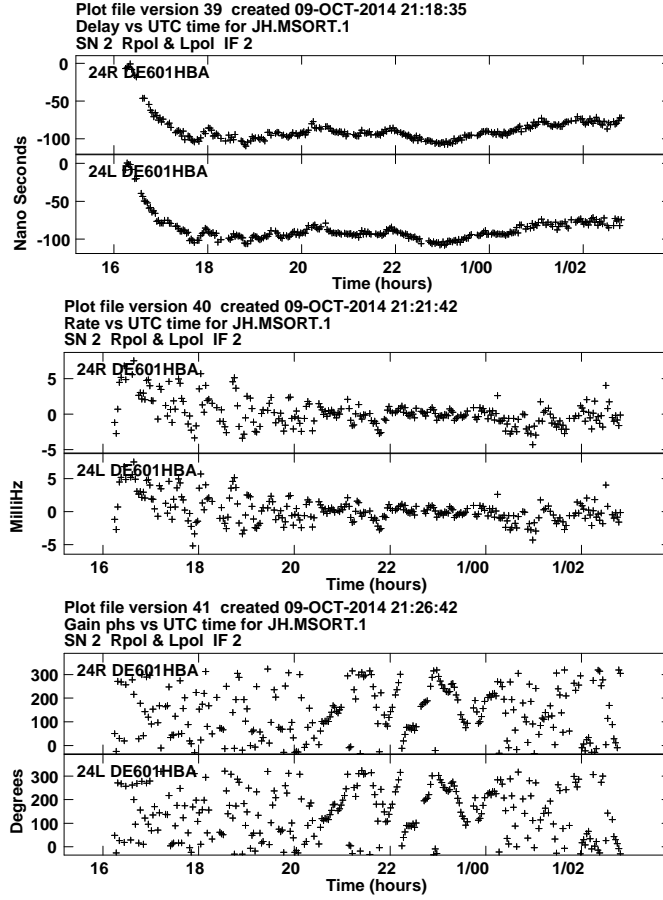 Plot file version 39 created 09-OCT-2014 21:18:35
Delay vs UTC time for JH.MSORT.1
SN 2 Rpol & Lpol IF 2
0
24R DE601HBA
-50
-100
0
24L DE601HBA
-50
-100
Nano Seconds
16 18 20 22 1/00 1/02
Time (hours)
Plot file version 40 created 09-OCT-2014 21:21:42
Rate vs UTC time for JH.MSORT.1
SN 2 Rpol & Lpol IF 2
24R DE601HBA
5
0
-5
24L DE601HBA
5
0
-5
MilliHz
16 18 20 22 1/00 1/02
Time (hours)
Plot file version 41 created 09-OCT-2014 21:26:42
Gain phs vs UTC time for JH.MSORT.1
SN 2 Rpol & Lpol IF 2
24R DE601HBA
300
200
100
0
24L DE601HBA
300
200
100
0
Degrees
16 18 20 22 1/00 1/02
Time (hours)